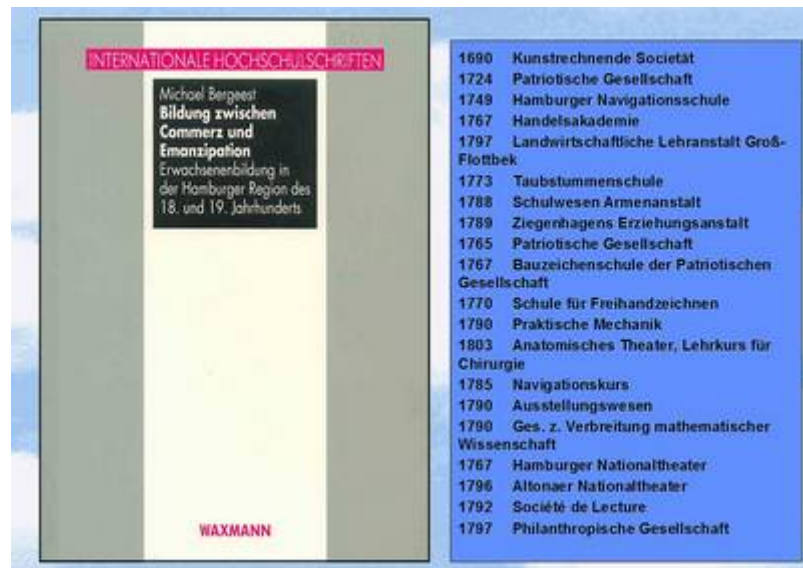 INTERNATIONALE HOCHSCHULSCHRIFTEN
Michael Bergeest
Bildung zwischen
Commerz und
Emanzipation
Erwachsenenbildung in
der Hamburger Region des
18. und 19. Jahrhunderts
WAXMANN
1690 Kunstrechnende Societät
1724 Patriotische Gesellschaft
1749 Hamburger Navigationsschule
1767 Handelsakademie
1797 Landwirtschaftliche Lehranstalt Groß-
Flottbek
1773 Taubstummenschule
1788 Schulwesen Armenanstalt
1789 Ziegenhagens Erziehungsanstalt
1765 Patriotische Gesellschaft
1767 Bauzeichenschule der Patriotischen
Gesellschaft
1770 Schule für Freihandzeichnen
1790 Praktische Mechanik
1803 Anatomisches Theater, Lehrkurs für
Chirurgie
1785 Navigationskurs
1790 Ausstellungswesen
1790 Ges. z. Verbreitung mathematischer
Wissenschaft
1767 Hamburger Nationaltheater
1796 Altonaer Nationaltheater
1792 Société de Lecture
1797 Philanthropische Gesellschaft